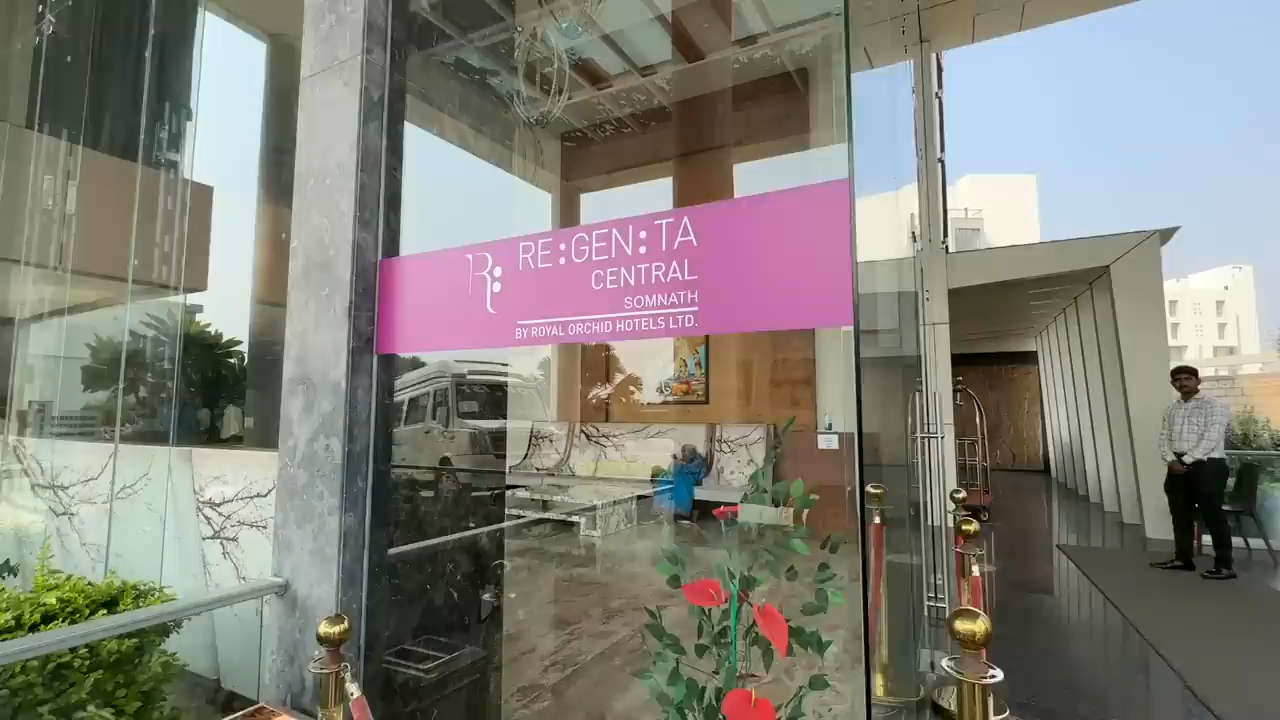 R:
RE:GEN:TA
CENTRAL
SOMNATH
BY ROYAL ORCHID HOTELS LTD.